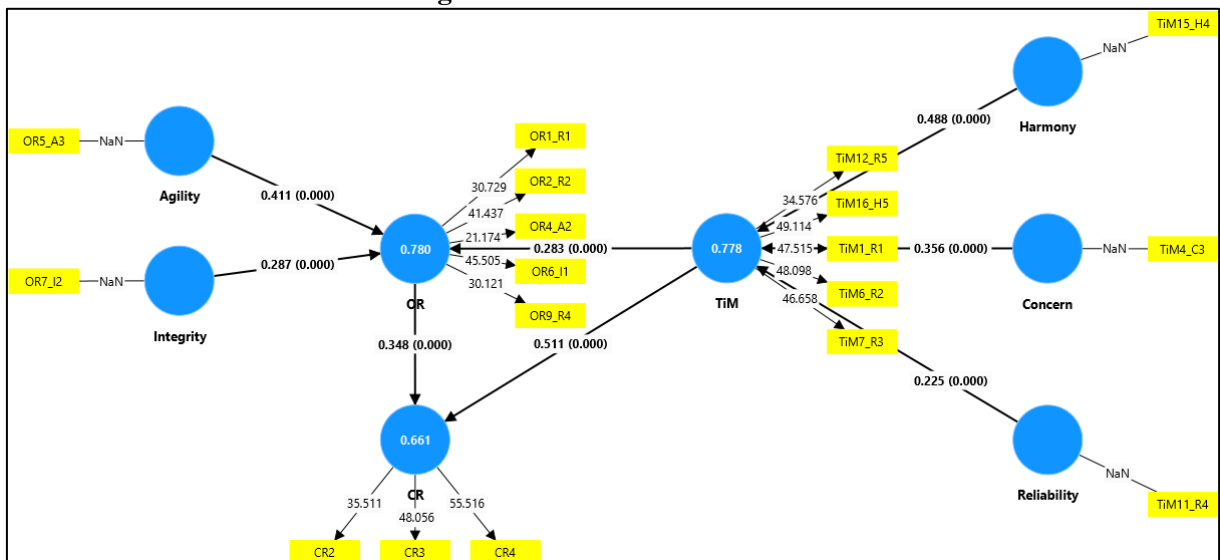 g
TiM15_H4
NaN
Harmony
0.488 (0.000)
OR5_A3
NaN
Agility
0.411 (0.000)
OR1_R1
30.729
OR2_R2
41.437
OR4_A2
21.174
45.505
OR6_I1
30.121
OR9_R4
0.780
OR
0.283 (0.000)
TiM12_R5
34.576
TiM16_H5
49.114
47.515
TiM1_R1
48.098
TiM6_R2
46.658
TiM7_R3
0.778
TiM
0.356 (0.000)
NaN
TiM4_C3
Concern
OR7_I2
NaN
Integrity
0.287 (0.000)
0.348 (0.000)
0.511 (0.000)
0.225 (0.000)
0.661
CR
35.511
48.056
55.516
CR2
CR3
CR4
Reliability
NaN
TiM11_R4